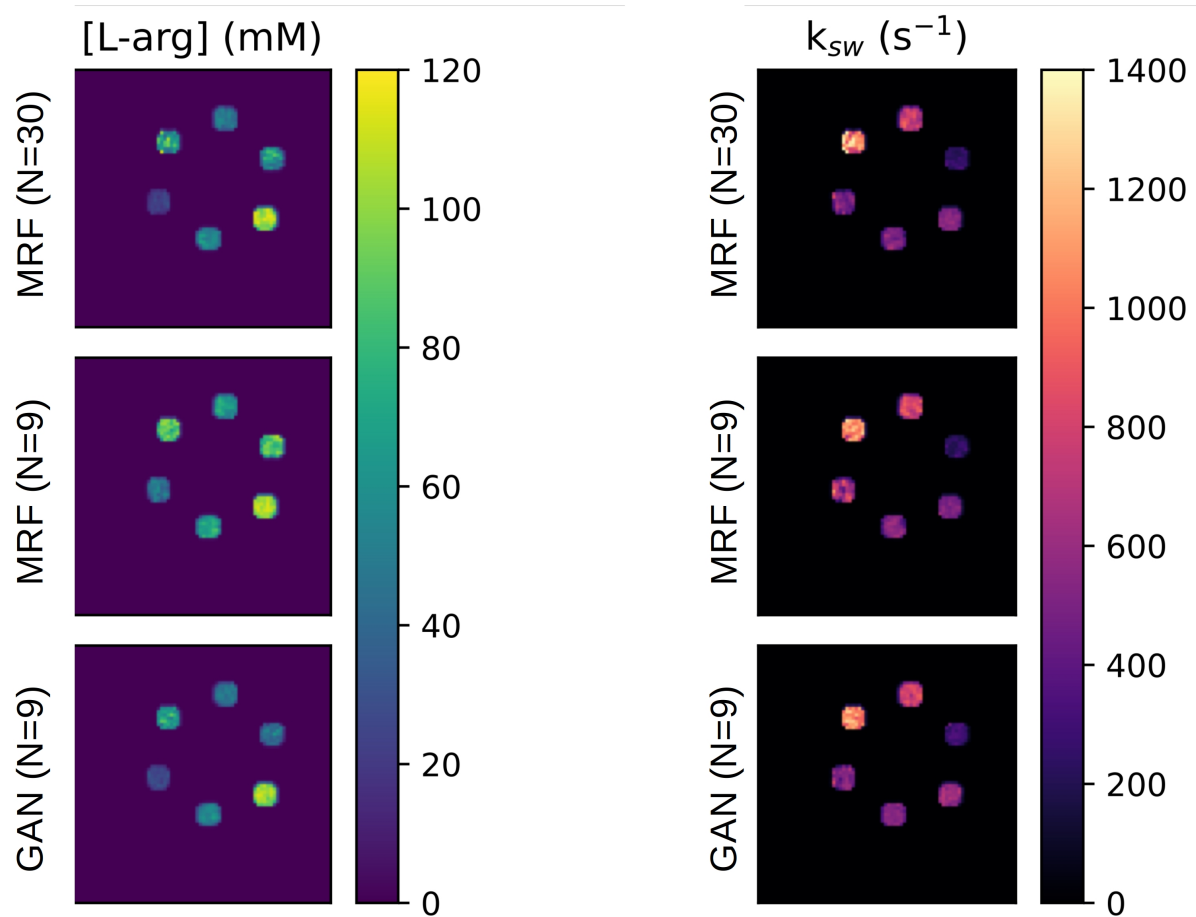 [L-arg] (mM)
k_sw (s⁻¹)
MRF (N=30)
MRF (N=9)
GAN (N=9)
120
100
80
60
40
20
0
MRF (N=30)
MRF (N=9)
GAN (N=9)
1400
1200
1000
800
600
400
200
0